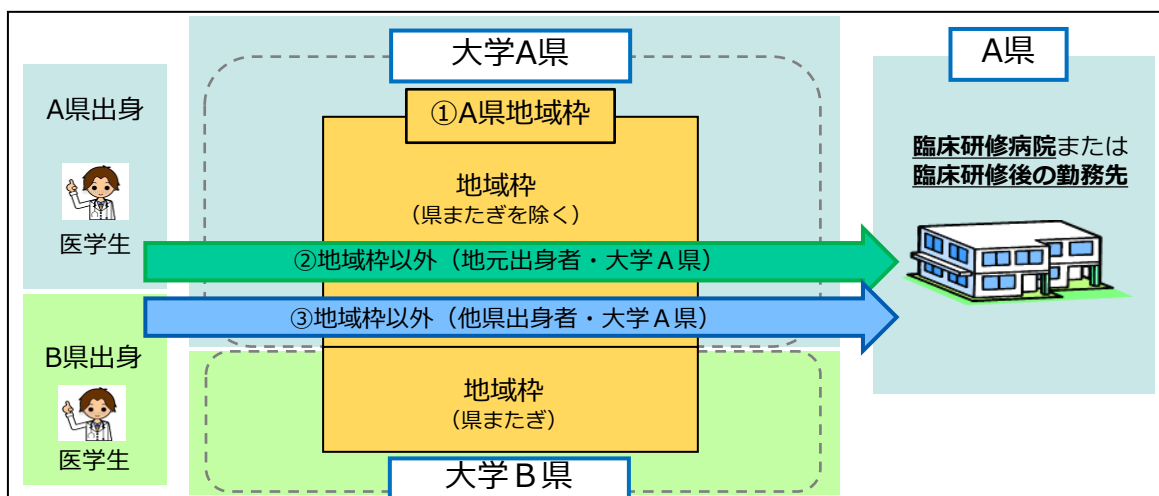 大学A県
A県
A県出身
医学生
①A県地域枠
地域枠
（県またぎを除く）
臨床研修病院または
臨床研修後の勤務先
②地域枠以外（地元出身者・大学Ａ県）
③地域枠以外（他県出身者・大学Ａ県）
B県出身
医学生
地域枠
（県またぎ）
大学Ｂ県